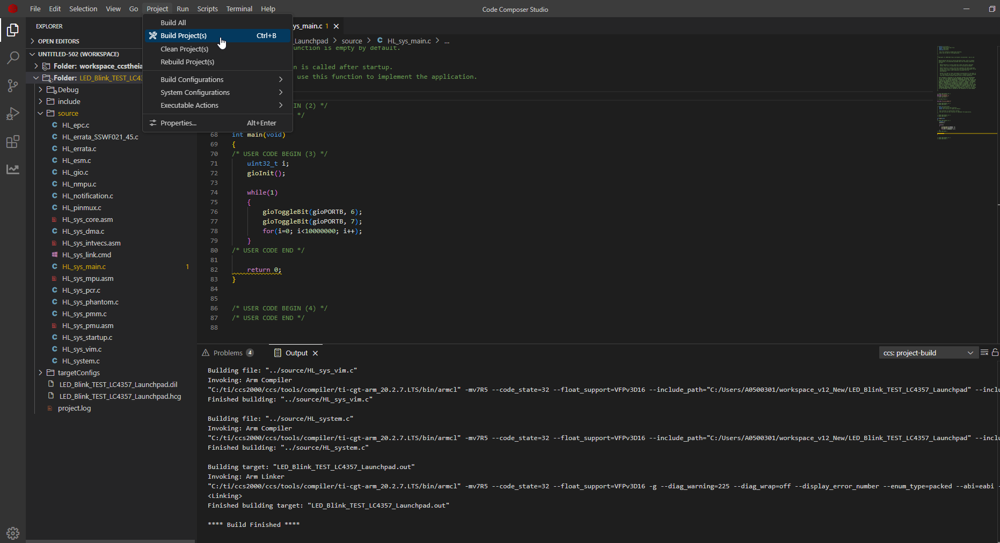 File Edit Selection View Go Project Run Scripts Terminal Help
Code Composer Studio
EXPLORER
OPEN EDITORS
UNTITLED-502 (WORKSPACE)
Folder: workspace_ccstheia
Folder: LED_Blink_TEST_LC43
Debug
include
source
HL_epc.c
HL_errata_SSWF021_45.c
HL_errata.c
HL_esm.c
HL_gio.c
HL_nmpu.c
HL_notification.c
HL_pinmux.c
HL_sys_core.asm
HL_sys_dma.c
HL_sys_intvecs.asm
HL_sys_link.cmd
HL_sys_main.c 1
HL_sys_mpu.asm
HL_sys_pcr.c
HL_sys_phantom.c
HL_sys_pmm.c
HL_sys_pmu.asm
HL_sys_startup.c
HL_sys_vim.c
HL_system.c
targetConfigs
LED_Blink_TEST_LC4357_Launchpad.dil
LED_Blink_TEST_LC4357_Launchpad.hcg
project.log
Build All
Build Project(s) Ctrl+B
Clean Project(s)
Rebuild Project(s)
Build Configurations
System Configurations
Executable Actions
Properties... Alt+Enter
ys_main.c 1
_Launchpad > source > C HL_sys_main.c > ...
unction is empty by default.
n is called after startup.
use this function to implement the application.
IN (2) */
*/
68 int main(void)
69 {
70 /* USER CODE BEGIN (3) */
71 uint32_t i;
72 gioInit();
73
74 while(1)
75 {
76 gioToggleBit(gioPORTB, 6);
77 gioToggleBit(gioPORTB, 7);
78 for(i=0; i<10000000; i++);
79 }
80 /* USER CODE END */
81
82 return 0;
83 }
84
85
86 /* USER CODE BEGIN (4) */
87 /* USER CODE END */
88
Problems 4 Output
ccs: project-build
Building file: "../source/HL_sys_vim.c"
Invoking: Arm Compiler
"C:/ti/ccs2000/ccs/tools/compiler/ti-cgt-arm_20.2.7.LTS/bin/armcl" -mv7R5 --code_state=32 --float_support=VFPv3D16 --include_path="C:/Users/A0500301/workspace_v12_New/LED_Blink_TEST_LC4357_Launchpad" --inclu
Finished building: "../source/HL_sys_vim.c"
Building file: "../source/HL_system.c"
Invoking: Arm Compiler
"C:/ti/ccs2000/ccs/tools/compiler/ti-cgt-arm_20.2.7.LTS/bin/armcl" -mv7R5 --code_state=32 --float_support=VFPv3D16 --include_path="C:/Users/A0500301/workspace_v12_New/LED_Blink_TEST_LC4357_Launchpad" --inclu
Finished building: "../source/HL_system.c"
Building target: "LED_Blink_TEST_LC4357_Launchpad.out"
Invoking: Arm Linker
"C:/ti/ccs2000/ccs/tools/compiler/ti-cgt-arm_20.2.7.LTS/bin/armcl" -mv7R5 --code_state=32 --float_support=VFPv3D16 -g --diag_warning=225 --diag_wrap=off --display_error_number --enum_type=packed --abi=eabi -
<Linking>
Finished building target: "LED_Blink_TEST_LC4357_Launchpad.out"
**** Build Finished ****